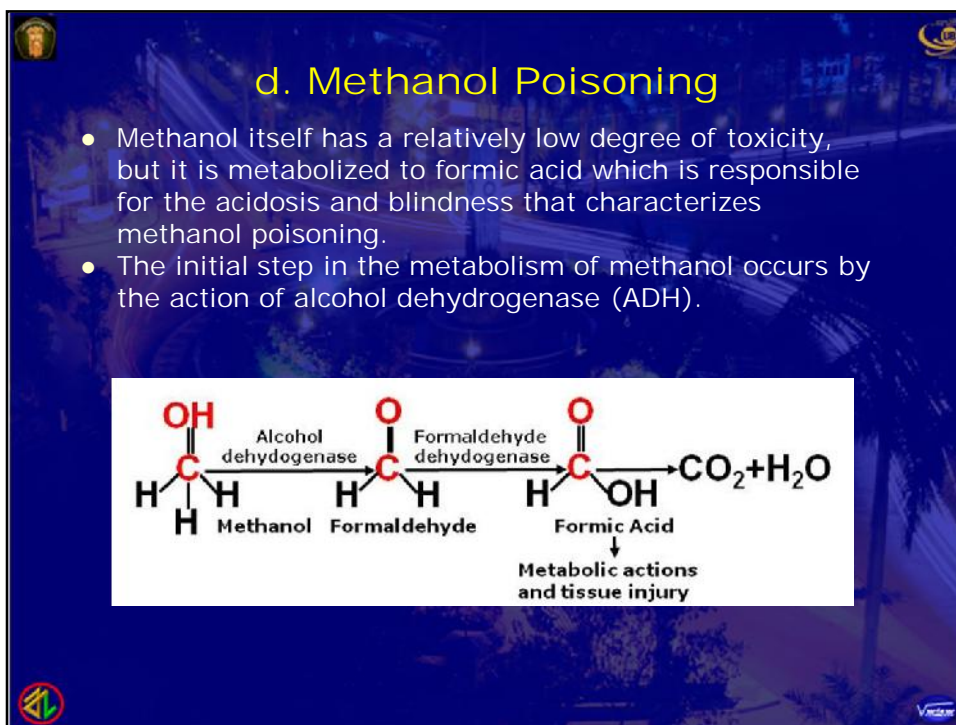 d. Methanol Poisoning
● Methanol itself has a relatively low degree of toxicity,
but it is metabolized to formic acid which is responsible
for the acidosis and blindness that characterizes
methanol poisoning.
● The initial step in the metabolism of methanol occurs by
the action of alcohol dehydrogenase (ADH).
OH O O
Alcohol Formaldehyde
dehydogenase dehydogenase
C C C CO₂+H₂O
H H H H H OH
H Methanol Formaldehyde Formic Acid
Metabolic actions
and tissue injury